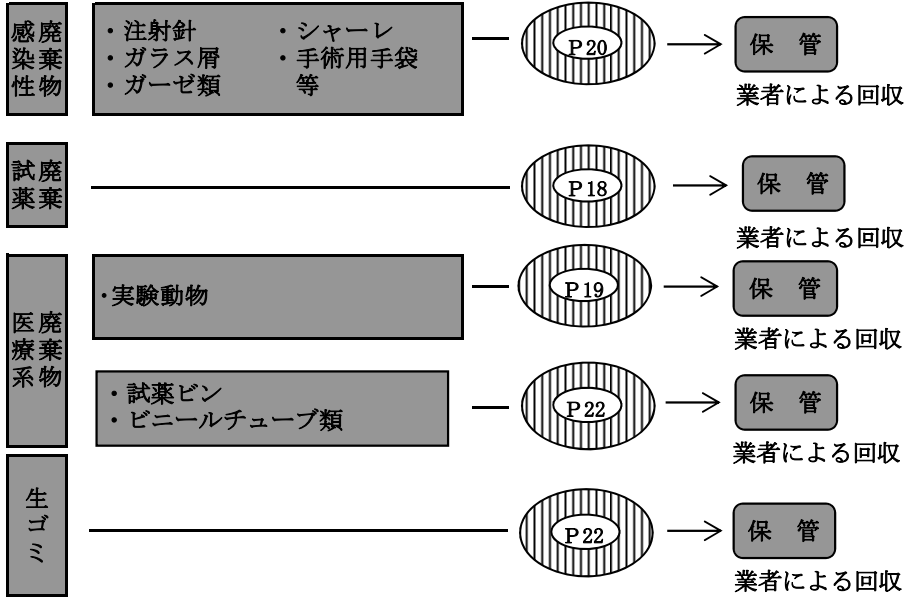 感染性廃棄物
・注射針
・ガラス屑
・ガーゼ類
・シャーレ
・手術用手袋
等
P20
保 管
業者による回収
試薬廃棄
P18
保 管
業者による回収
医療系廃棄物
・実験動物
P19
保 管
業者による回収
・試薬ビン
・ビニールチューブ類
P22
保 管
業者による回収
生ゴミ
P22
保 管
業者による回収